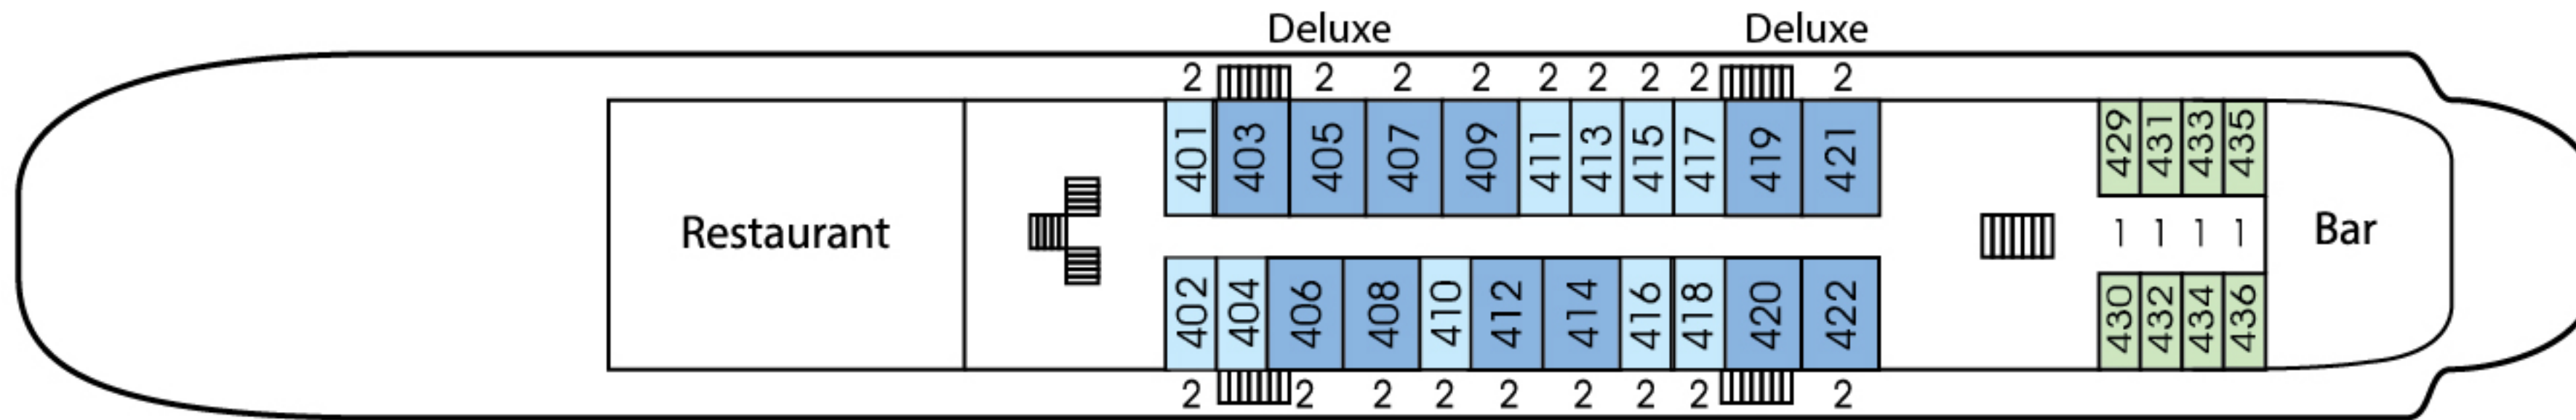 Deluxe Deluxe
2 2 2 2 2 2 2 2 2
401 403 405 407 409 411 413 415 417 419 421 429 431 433 435
Restaurant 1 1 1 1 Bar
402 404 406 408 410 412 414 416 418 420 422 430 432 434 436
2 2 2 2 2 2 2 2 2